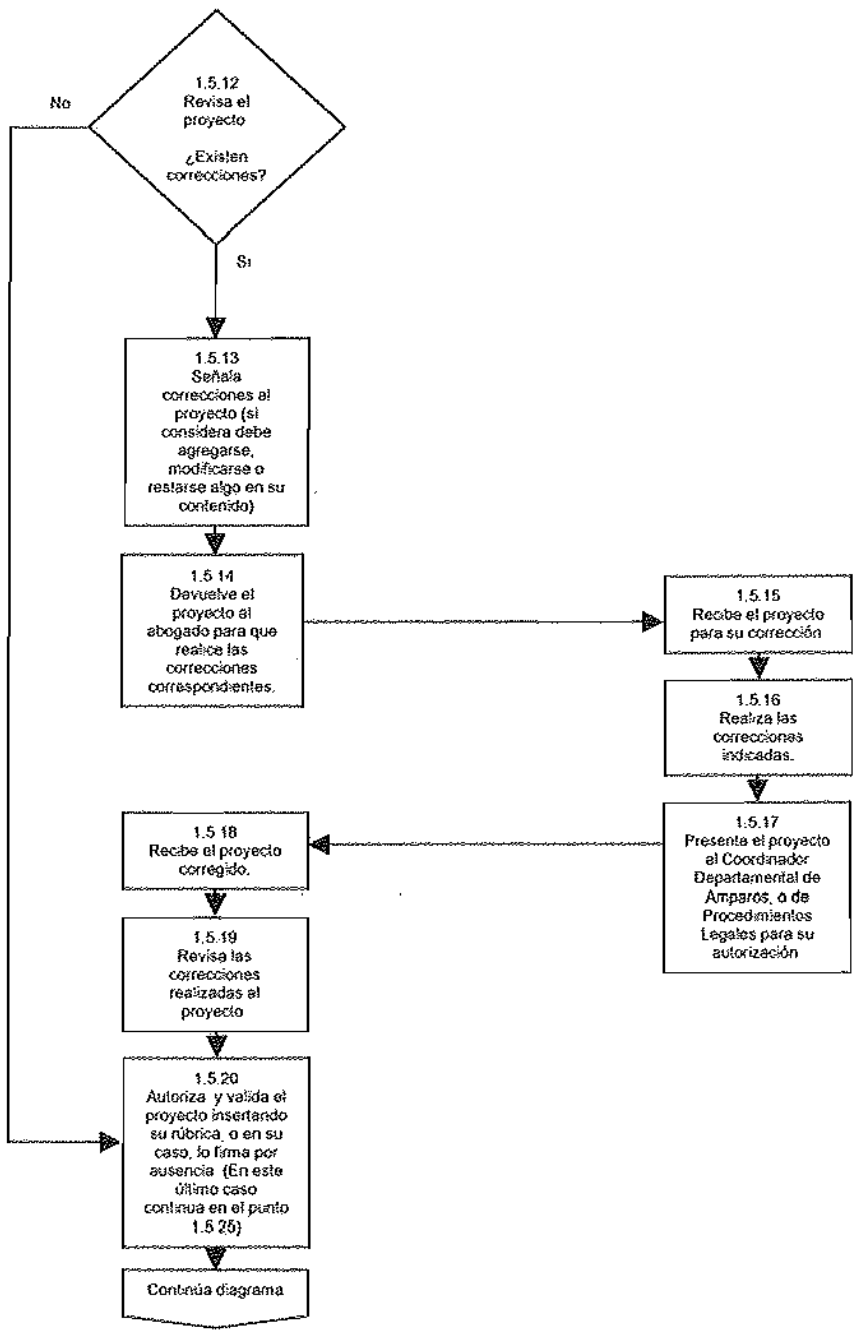 1.5.12
Revisa el
proyecto
¿Existen
correcciones?
No
Si
1.5.13
Señala
correcciones al
proyecto (si
considera debe
agregarse,
modificarse o
restarse algo en su
contenido)
1.5.14
Devuelve el
proyecto al
abogado para que
realice las
correcciones
correspondientes.
1.5.15
Recibe el proyecto
para su corrección
1.5.16
Realiza las
correcciones
indicadas.
1.5.17
Presenta el proyecto
al Coordinador
Departamental de
Amparos, o de
Procedimientos
Legales para su
autorización
1.5.18
Recibe el proyecto
corregido.
1.5.19
Revisa las
correcciones
realizadas al
proyecto
1.5.20
Autoriza y valida el
proyecto insertando
su rúbrica, o en su
caso, lo firma por
ausencia (En este
último caso
continua en el punto
1.5.25)
Continúa diagrama